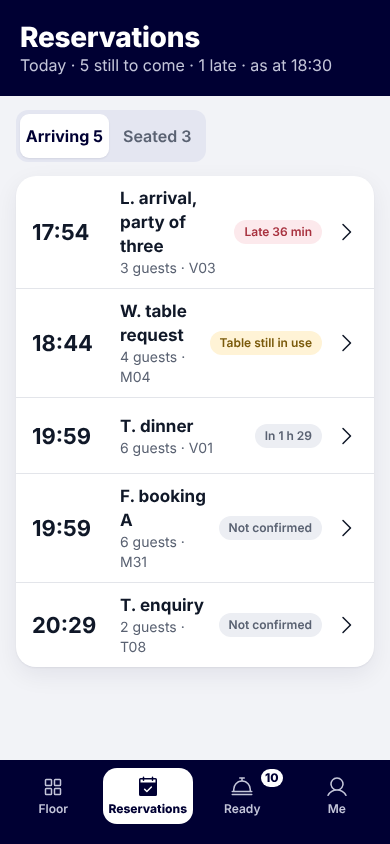 Reservations
Today · 5 still to come · 1 late · as at 18:30
Arriving 5
Seated 3
17:54
L. arrival,
party of
three
3 guests · V03
Late 36 min
18:44
W. table
request
4 guests ·
M04
Table still in use
19:59
T. dinner
6 guests · V01
In 1 h 29
19:59
F. booking
A
6 guests ·
M31
Not confirmed
20:29
T. enquiry
2 guests ·
T08
Not confirmed
10
Floor
Reservations
Ready
Me